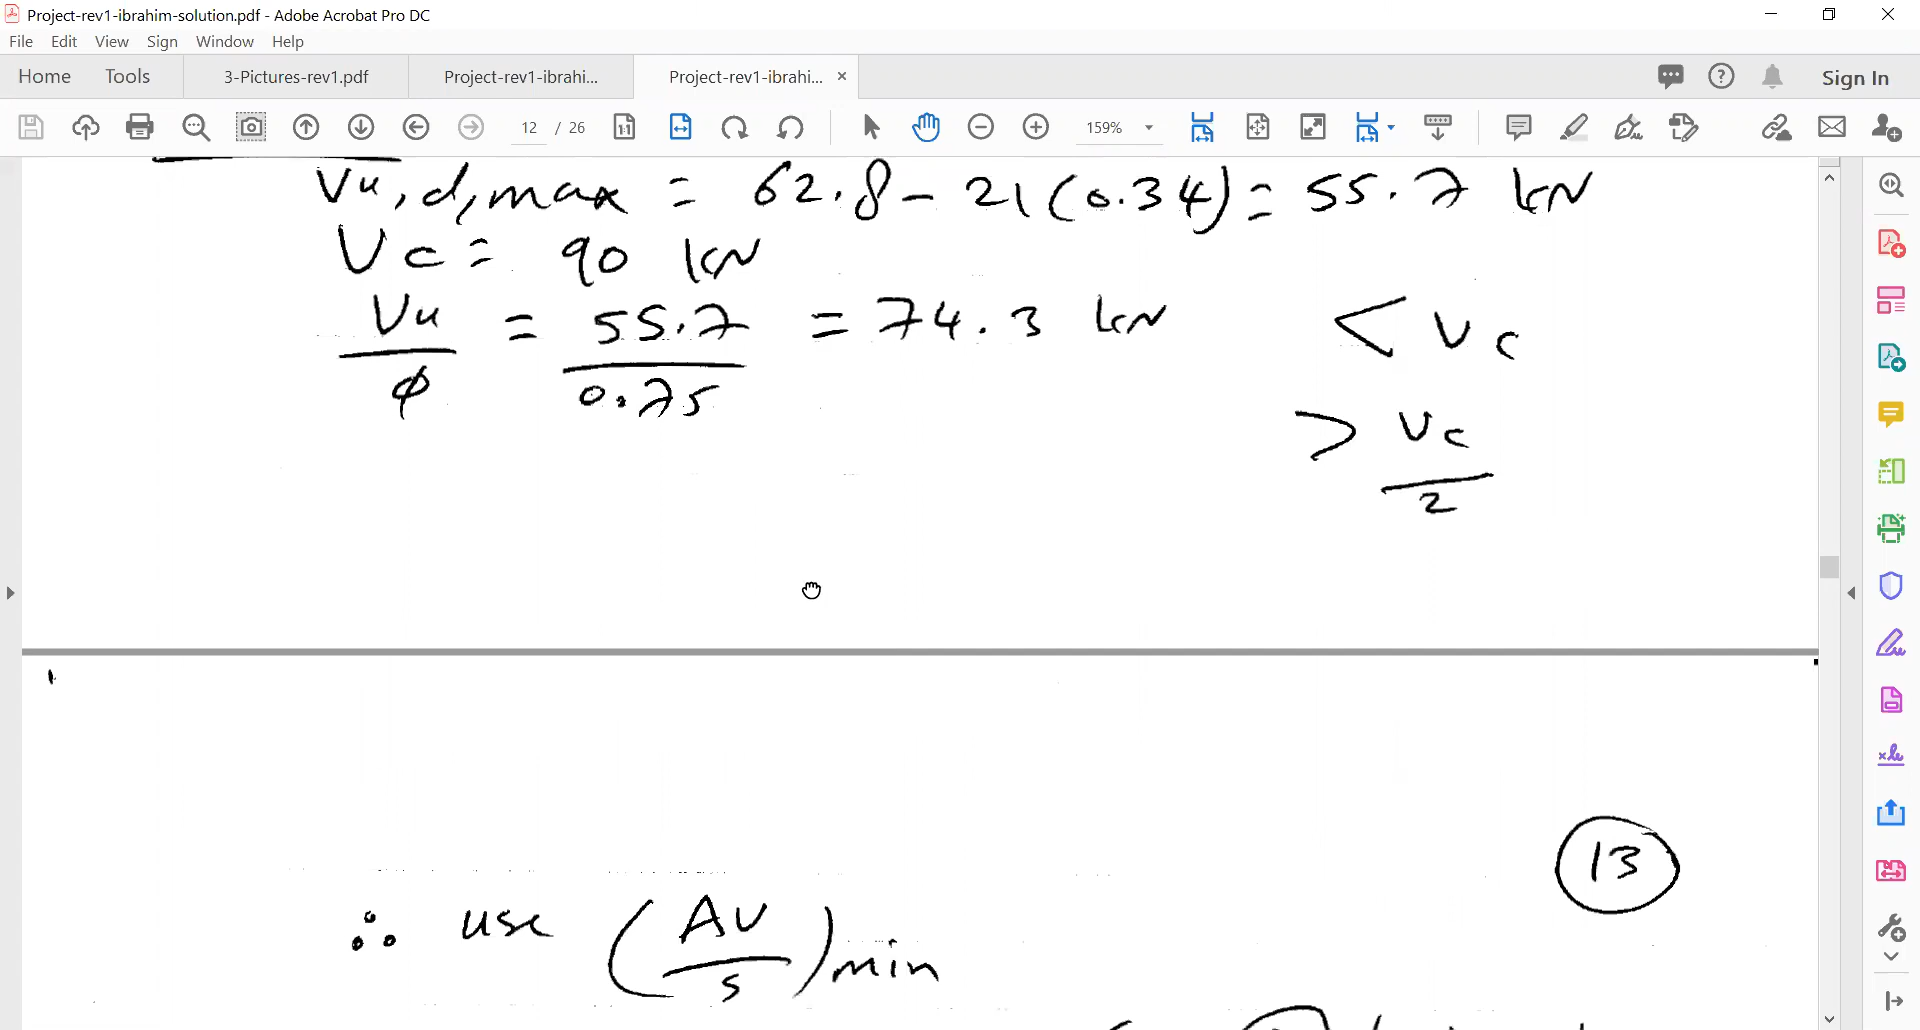 Project-rev1-ibrahim-solution.pdf - Adobe Acrobat Pro DC
File Edit View Sign Window Help
Home Tools 3-Pictures-rev1.pdf Project-rev1-ibrahi... Project-rev1-ibrahi... × Sign In
12 / 26 159%
Vu,d,max = 62.8 - 21(0.34) = 55.7 kN
Vc = 90 kN
Vu/φ = 55.7/0.75 = 74.3 kN < Vc
> Vc/2
13
∴ use (Av/s)min